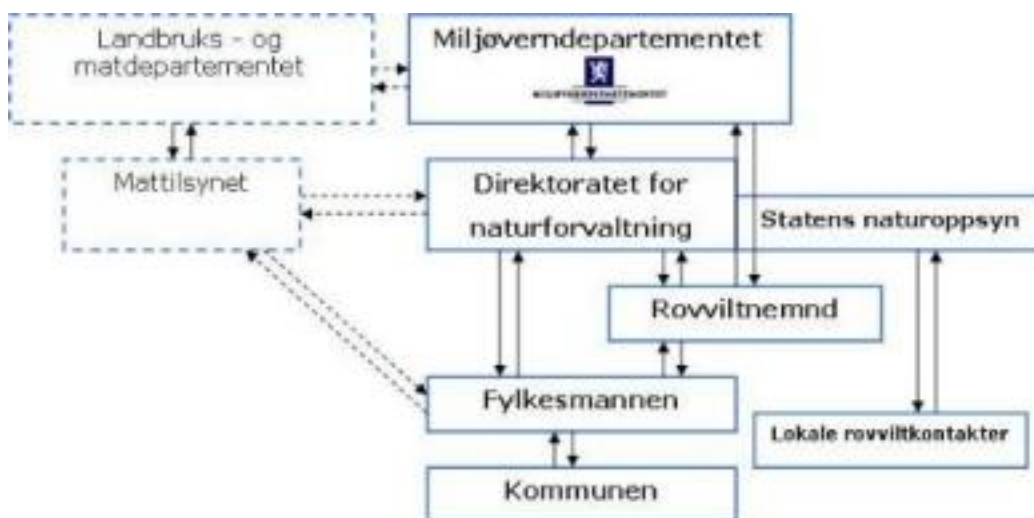 Landbruks - og
matdepartementet
Miljøverndepartementet
Mattilsynet
Direktoratet for
naturforvaltning
Statens naturoppsyn
Rovviltnemnd
Fylkesmannen
Lokale rovviltkontakter
Kommunen